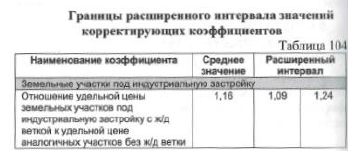 Границы расширенного интервала значений
корректирующих коэффициентов
Таблица 104
Наименование коэффициента Среднее значение Расширенный интервал
Земельные участки под индустриальную застройку
Отношение удельной цены 1,16 1,09 1,24
земельных участков под
индустриальную застройку с ж/д
веткой к удельной цене
аналогичных участков без ж/д ветки